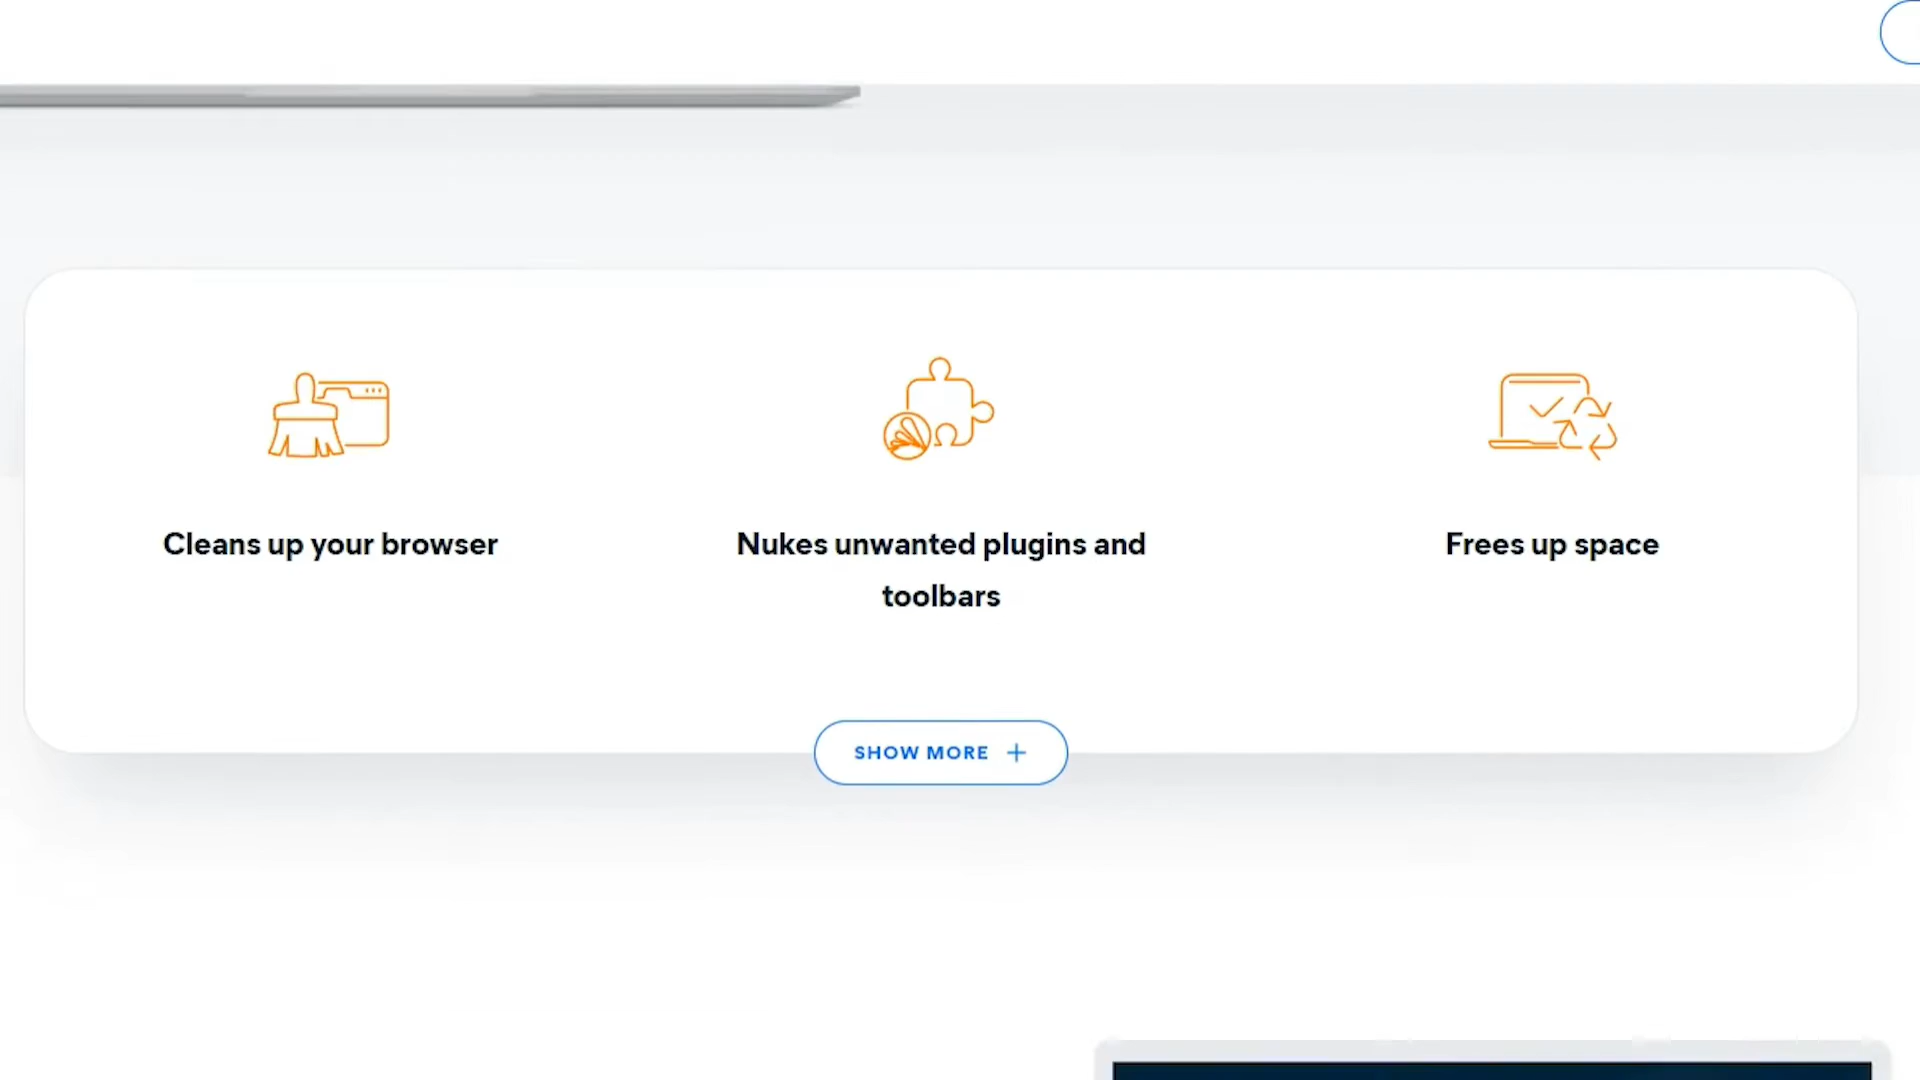 Cleans up your browser
Nukes unwanted plugins and
toolbars
Frees up space
SHOW MORE +